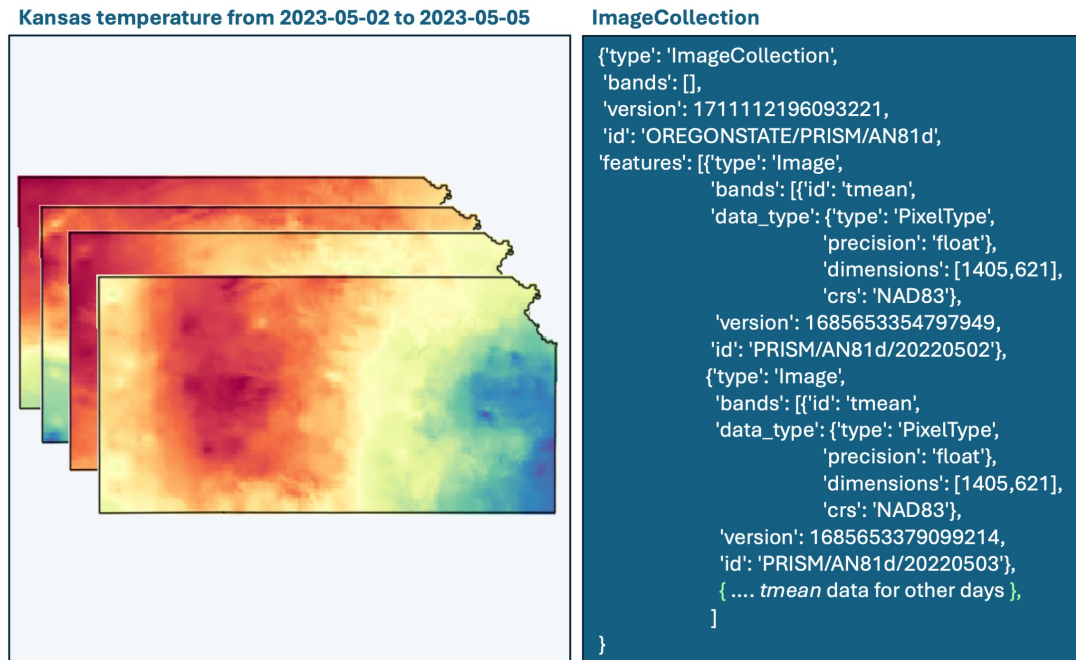 Kansas temperature from 2023-05-02 to 2023-05-05
ImageCollection
{'type': 'ImageCollection',
'bands': [],
'version': 1711112196093221,
'id': 'OREGONSTATE/PRISM/AN81d',
'features': [{'type': 'Image',
'bands': [{'id': 'tmean',
'data_type': {'type': 'PixelType',
'precision': 'float'},
'dimensions': [1405,621],
'crs': 'NAD83'},
'version': 1685653354797949,
'id': 'PRISM/AN81d/20220502'},
{'type': 'Image',
'bands': [{'id': 'tmean',
'data_type': {'type': 'PixelType',
'precision': 'float'},
'dimensions': [1405,621],
'crs': 'NAD83'},
'version': 1685653379099214,
'id': 'PRISM/AN81d/20220503'},
{ .... tmean data for other days },
]
}